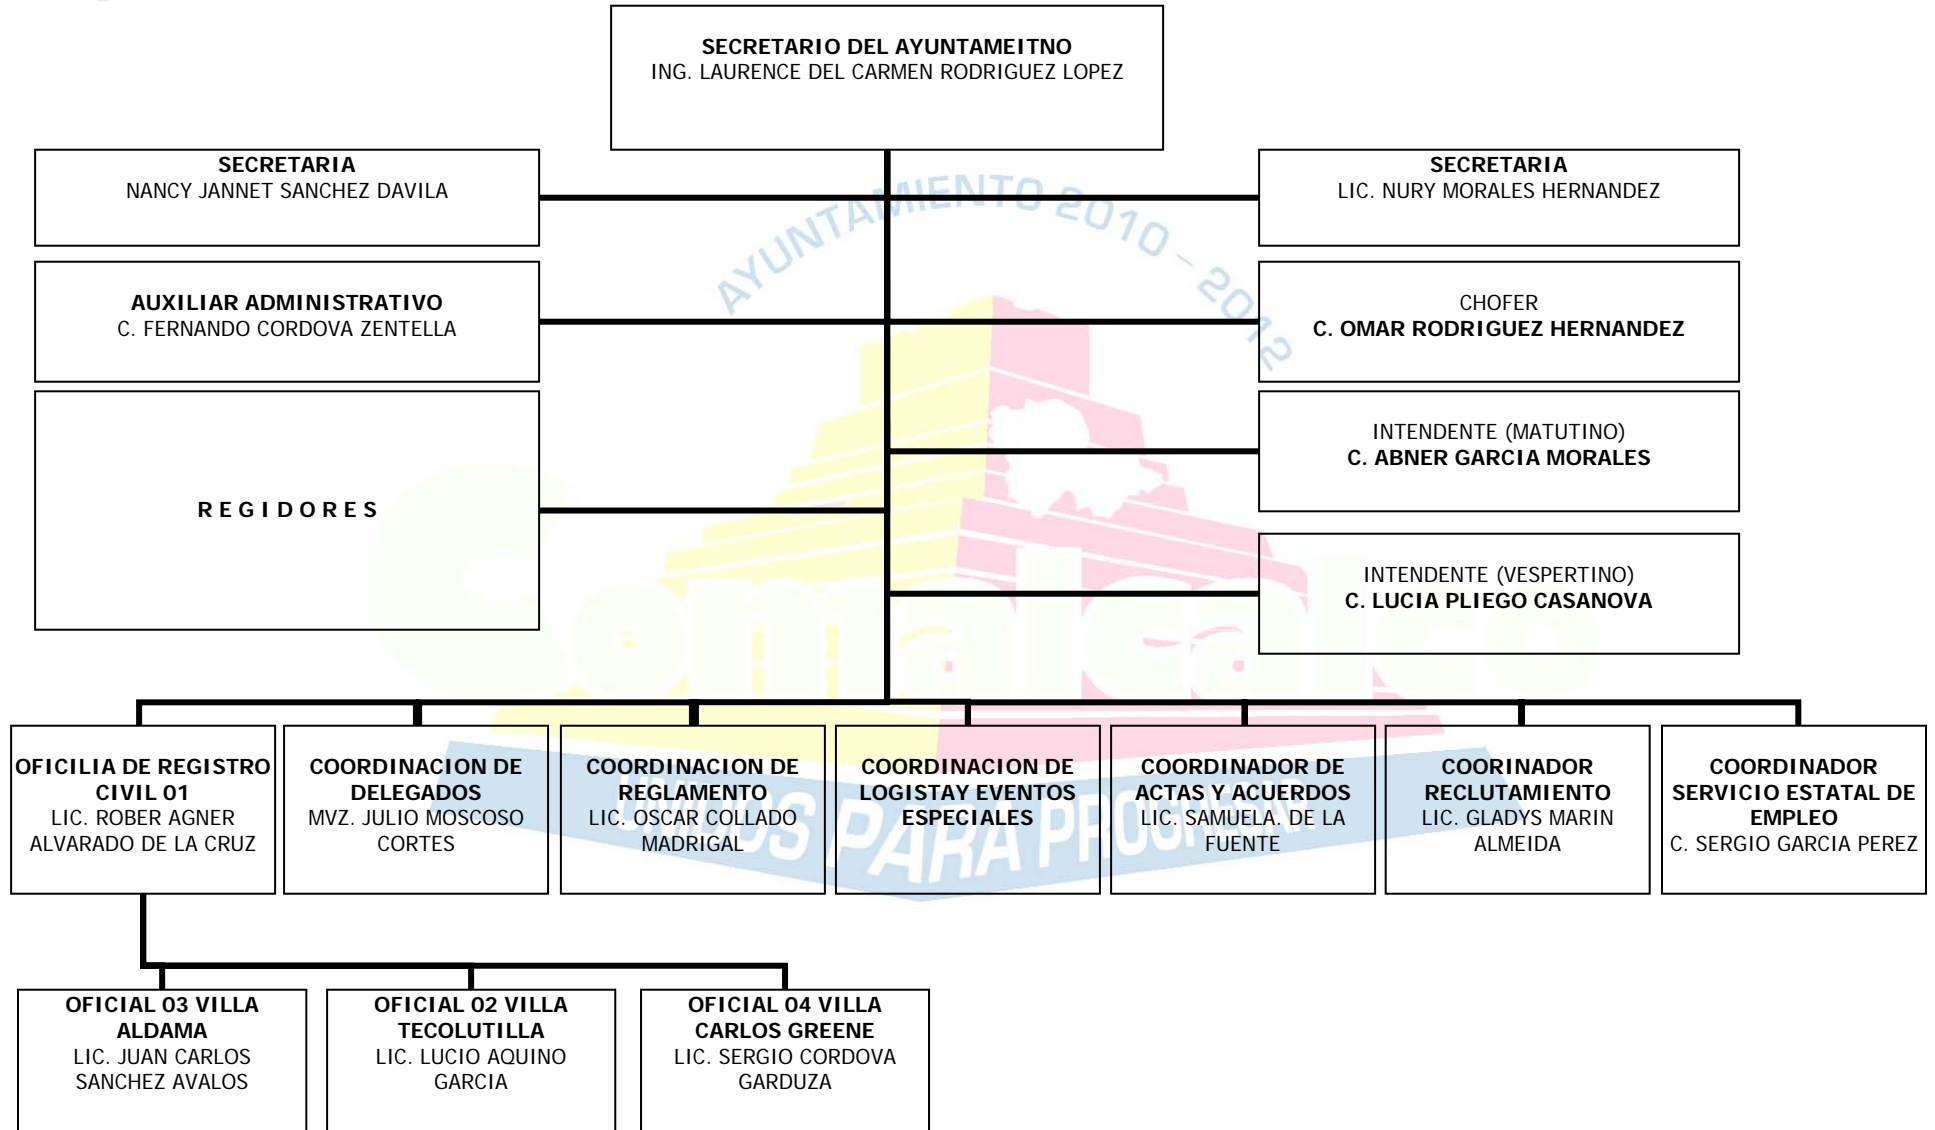 SECRETARIO DEL AYUNTAMEITNO
ING. LAURENCE DEL CARMEN RODRIGUEZ LOPEZ
SECRETARIA
NANCY JANNET SANCHEZ DAVILA
SECRETARIA
LIC. NURY MORALES HERNANDEZ
AYUNTAMIENTO 2010 - 2012
AUXILIAR ADMINISTRATIVO
C. FERNANDO CORDOVA ZENTELLA
CHOFER
C. OMAR RODRIGUEZ HERNANDEZ
REGIDORES
INTENDENTE (MATUTINO)
C. ABNER GARCIA MORALES
INTENDENTE (VESPERTINO)
C. LUCIA PLIEGO CASANOVA
Comalcalco
UNIDOS PARA PROGRESAR
OFICILIA DE REGISTRO
CIVIL 01
LIC. ROBER AGNER
ALVARADO DE LA CRUZ
COORDINACION DE
DELEGADOS
MVZ. JULIO MOSCOSO
CORTES
COORDINACION DE
REGLAMENTO
LIC. OSCAR COLLADO
MADRIGAL
COORDINACION DE
LOGISTAY EVENTOS
ESPECIALES
COORDINADOR DE
ACTAS Y ACUERDOS
LIC. SAMUELA. DE LA
FUENTE
COORINADOR
RECLUTAMIENTO
LIC. GLADYS MARIN
ALMEIDA
COORDINADOR
SERVICIO ESTATAL DE
EMPLEO
C. SERGIO GARCIA PEREZ
OFICIAL 03 VILLA
ALDAMA
LIC. JUAN CARLOS
SANCHEZ AVALOS
OFICIAL 02 VILLA
TECOLUTILLA
LIC. LUCIO AQUINO
GARCIA
OFICIAL 04 VILLA
CARLOS GREENE
LIC. SERGIO CORDOVA
GARDUZA